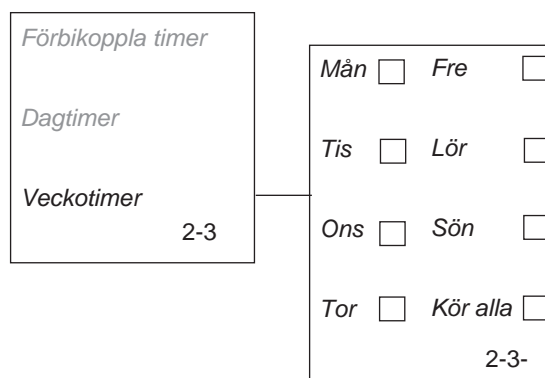 Förbikoppla timer
Dagtimer
Veckotimer
2-3
Mån Fre
Tis Lör
Ons Sön
Tor Kör alla
2-3-